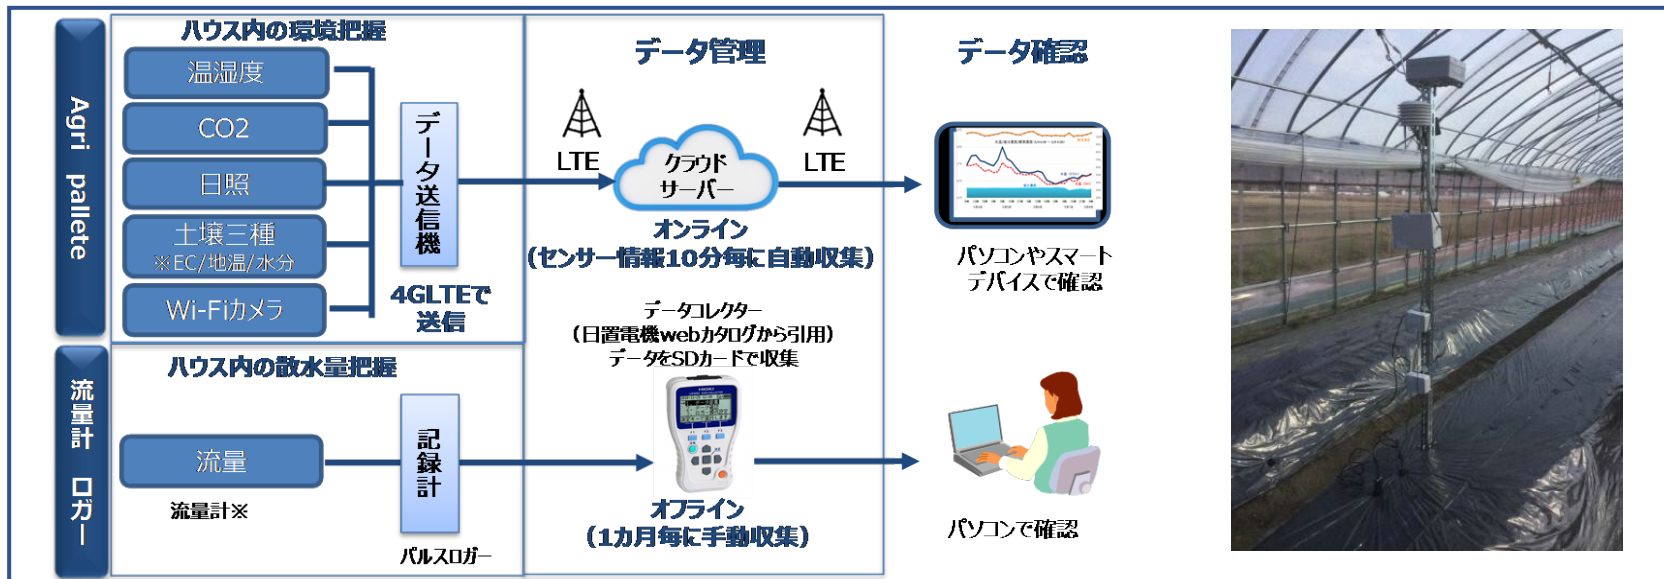 Agri pallete
ハウス内の環境把握
温湿度
CO2
日照
土壌三種
※EC/地温/水分
Wi-Fiカメラ
データ送信機
4GLTEで
送信
データ管理
LTE
クラウド
サーバー
LTE
オンライン
(センサー情報10分毎に自動収集)
データ確認
パソコンやスマート
デバイスで確認
流量計 ロガー
ハウス内の散水量把握
流量
流量計※
記録計
パルスロガー
データコレクター
(日置電機webカタログから引用)
データをSDカードで収集
オフライン
(1カ月毎に手動収集)
パソコンで確認